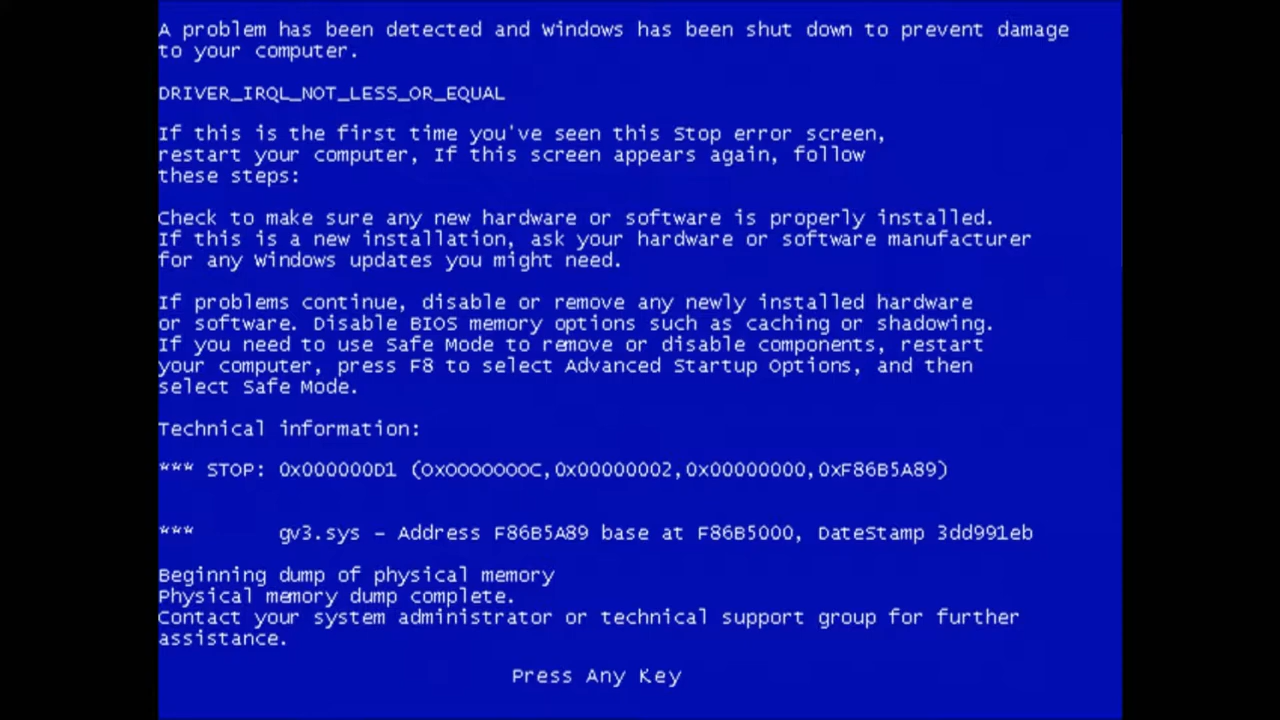 A problem has been detected and Windows has been shut down to prevent damage
to your computer.
DRIVER_IRQL_NOT_LESS_OR_EQUAL
If this is the first time you've seen this Stop error screen,
restart your computer, If this screen appears again, follow
these steps:
Check to make sure any new hardware or software is properly installed.
If this is a new installation, ask your hardware or software manufacturer
for any Windows updates you might need.
If problems continue, disable or remove any newly installed hardware
or software. Disable BIOS memory options such as caching or shadowing.
If you need to use Safe Mode to remove or disable components, restart
your computer, press F8 to select Advanced Startup Options, and then
select Safe Mode.
Technical information:
*** STOP: 0x000000D1 (0x0000000C,0x00000002,0x00000000,0xF86B5A89)
*** gv3.sys – Address F86B5A89 base at F86B5000, DateStamp 3dd991eb
Beginning dump of physical memory
Physical memory dump complete.
Contact your system administrator or technical support group for further
assistance.
Press Any Key